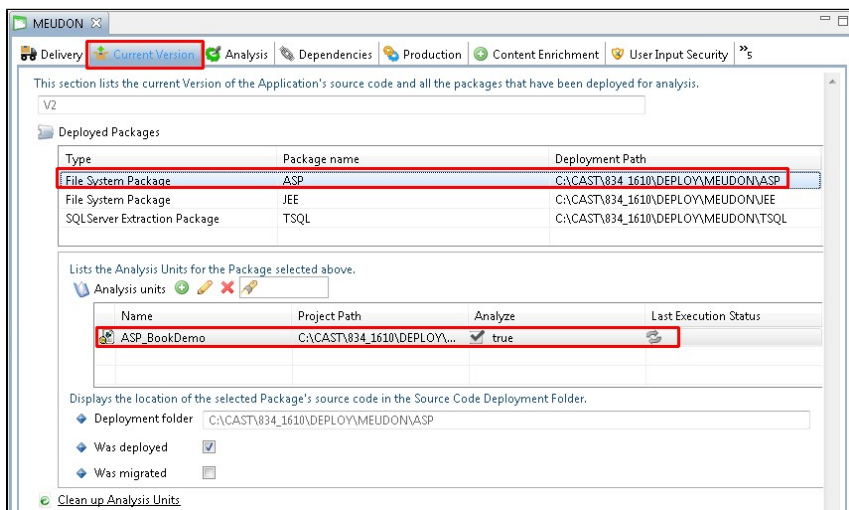 MEUDON
Delivery Current Version Analysis Dependencies Production Content Enrichment User Input Security »5
This section lists the current Version of the Application's source code and all the packages that have been deployed for analysis.
V2
Deployed Packages
Type Package name Deployment Path
File System Package ASP C:\CAST\834_1610\DEPLOY\MEUDON\ASP
File System Package JEE C:\CAST\834_1610\DEPLOY\MEUDON\JEE
SQLServer Extraction Package TSQL C:\CAST\834_1610\DEPLOY\MEUDON\TSQL
Lists the Analysis Units for the Package selected above.
Analysis units
Name Project Path Analyze Last Execution Status
ASP_BookDemo C:\CAST\834_1610\DEPLOY\... true
Displays the location of the selected Package's source code in the Source Code Deployment Folder.
Deployment folder C:\CAST\834_1610\DEPLOY\MEUDON\ASP
Was deployed
Was migrated
Clean up Analysis Units